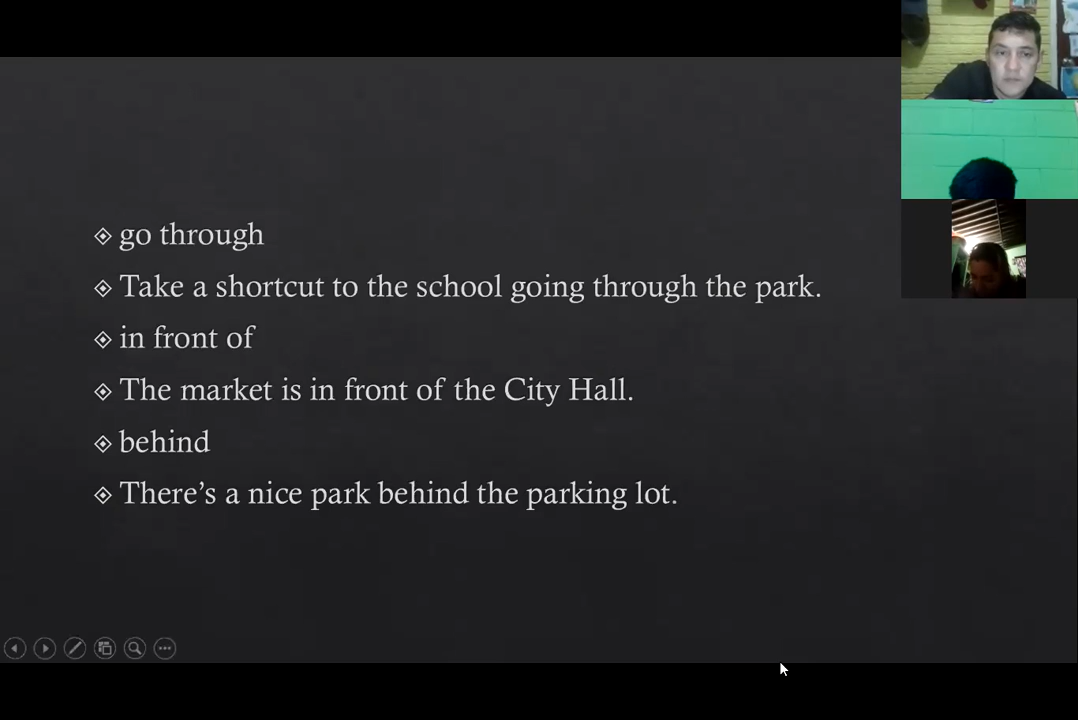 go through
Take a shortcut to the school going through the park.
in front of
The market is in front of the City Hall.
behind
There’s a nice park behind the parking lot.